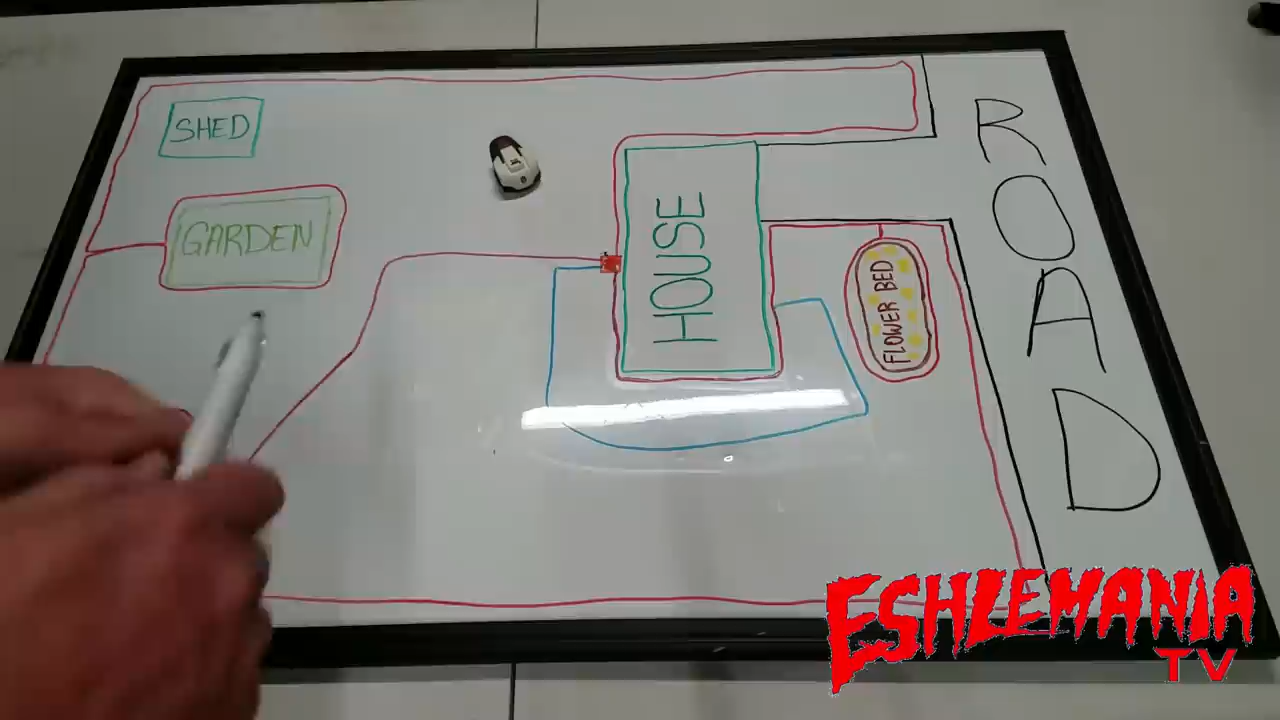 SHED
GARDEN
HOUSE
FLOWER BED
ROAD
ESHLEMANIA
TV